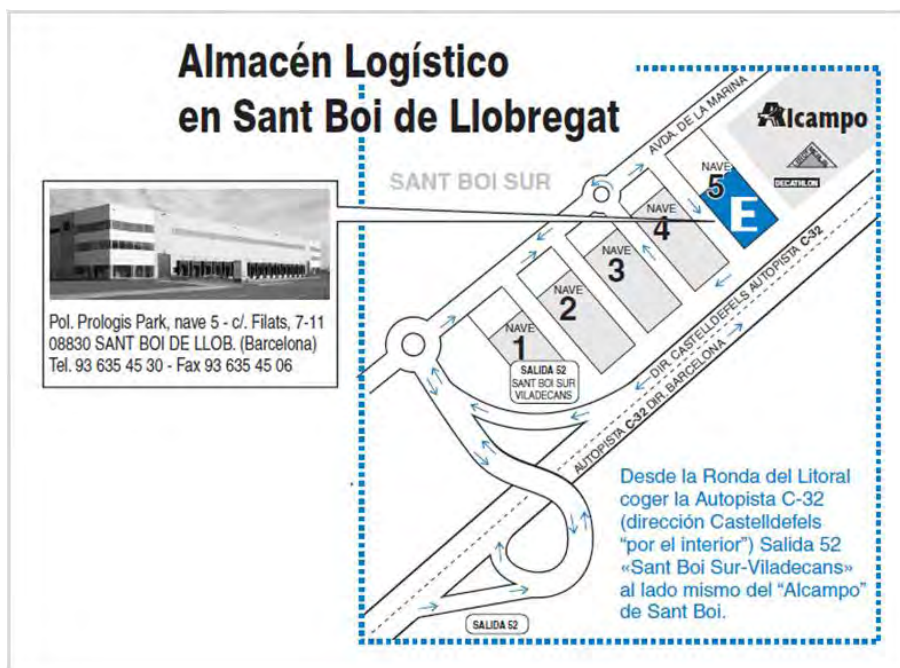 Almacén Logístico
en Sant Boi de Llobregat
AVDA. DE LA MARINA
Alcampo
DECATHLON
SANT BOI SUR
NAVE
5
E
NAVE
4
NAVE
3
NAVE
2
NAVE
1
Pol. Prologis Park, nave 5 - c/. Filats, 7-11
08830 SANT BOI DE LLOB. (Barcelona)
Tel. 93 635 45 30 - Fax 93 635 45 06
SALIDA 52
SANT BOI SUR
VILADECANS
DIR. CASTELLDEFELS AUTOPISTA C-32
AUTOPISTA C-32 DIR. BARCELONA
Desde la Ronda del Litoral
coger la Autopista C-32
(dirección Castelldefels
“por el interior”) Salida 52
«Sant Boi Sur-Viladecans»
al lado mismo del “Alcampo”
de Sant Boi.
SALIDA 52